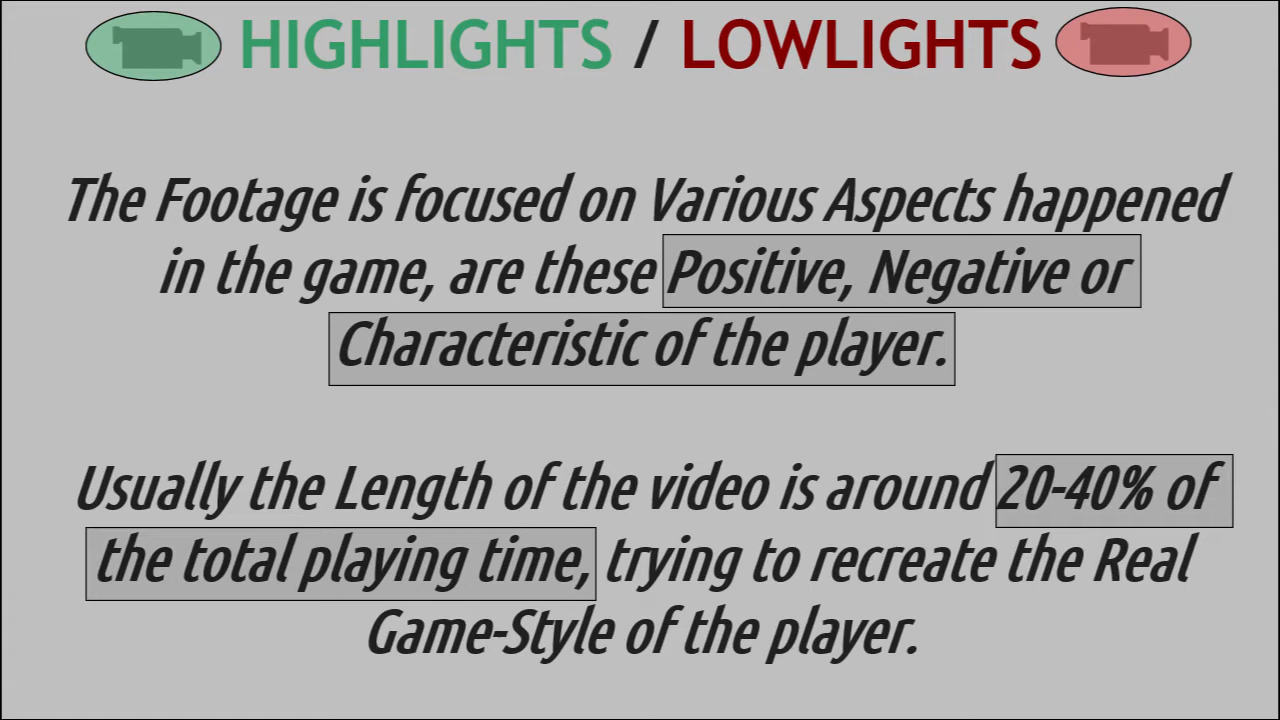 HIGHLIGHTS / LOWLIGHTS
The Footage is focused on Various Aspects happened
in the game, are these Positive, Negative or
Characteristic of the player.
Usually the Length of the video is around 20-40% of
the total playing time, trying to recreate the Real
Game-Style of the player.